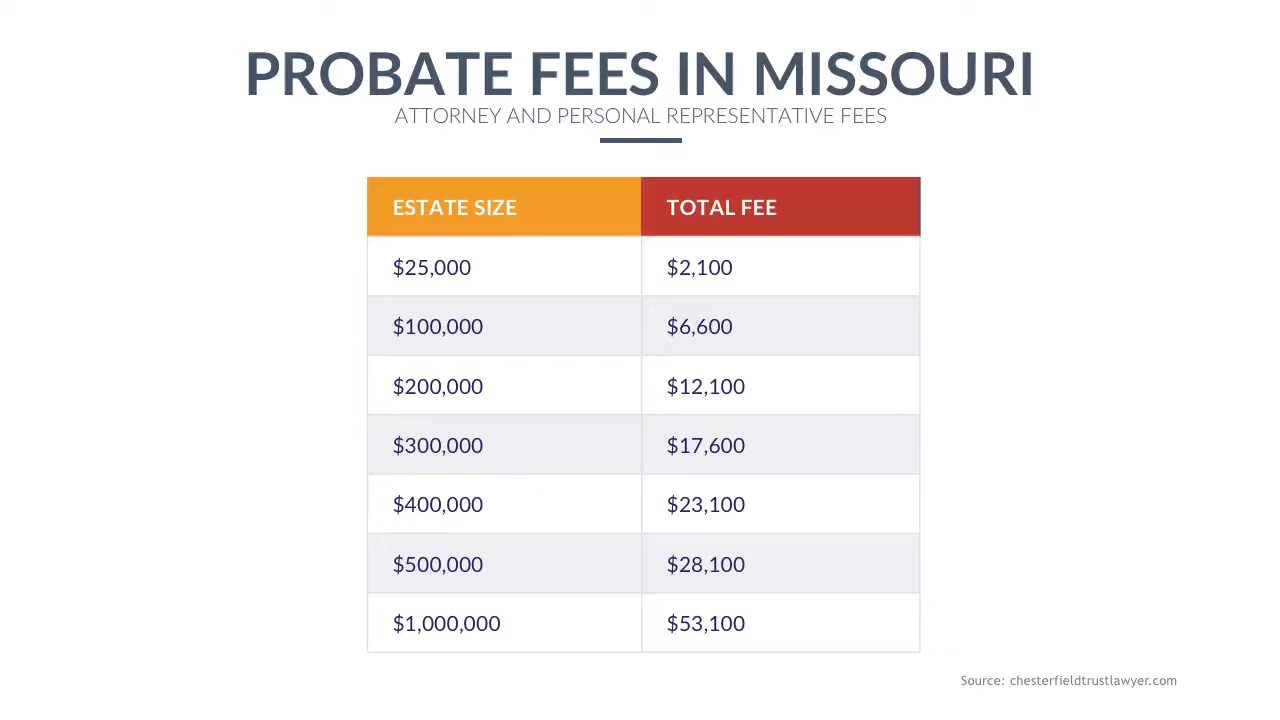 PROBATE FEES IN MISSOURI
ATTORNEY AND PERSONAL REPRESENTATIVE FEES
ESTATE SIZE TOTAL FEE
$25,000 $2,100
$100,000 $6,600
$200,000 $12,100
$300,000 $17,600
$400,000 $23,100
$500,000 $28,100
$1,000,000 $53,100
Source: chesterfieldtrustlawyer.com